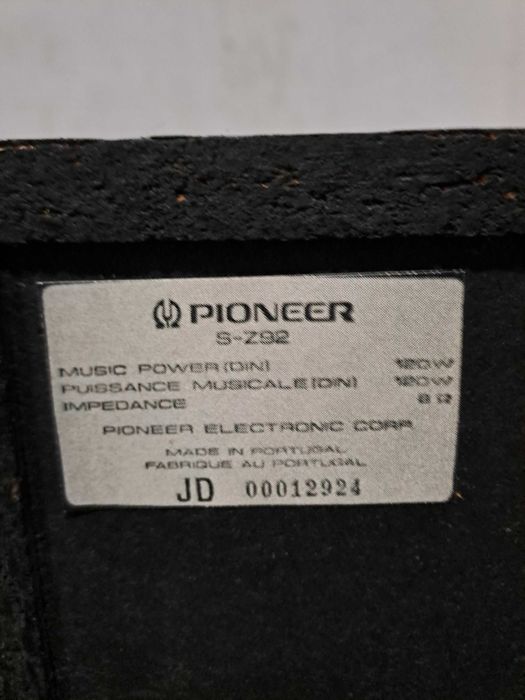 PIONEER
S-Z92
MUSIC POWER (DIN) 120W
PUISSANCE MUSICALE (DIN) 120W
IMPEDANCE 8 Ω
PIONEER ELECTRONIC CORP.
MADE IN PORTUGAL
FABRIQUE AU PORTUGAL
JD 00012924